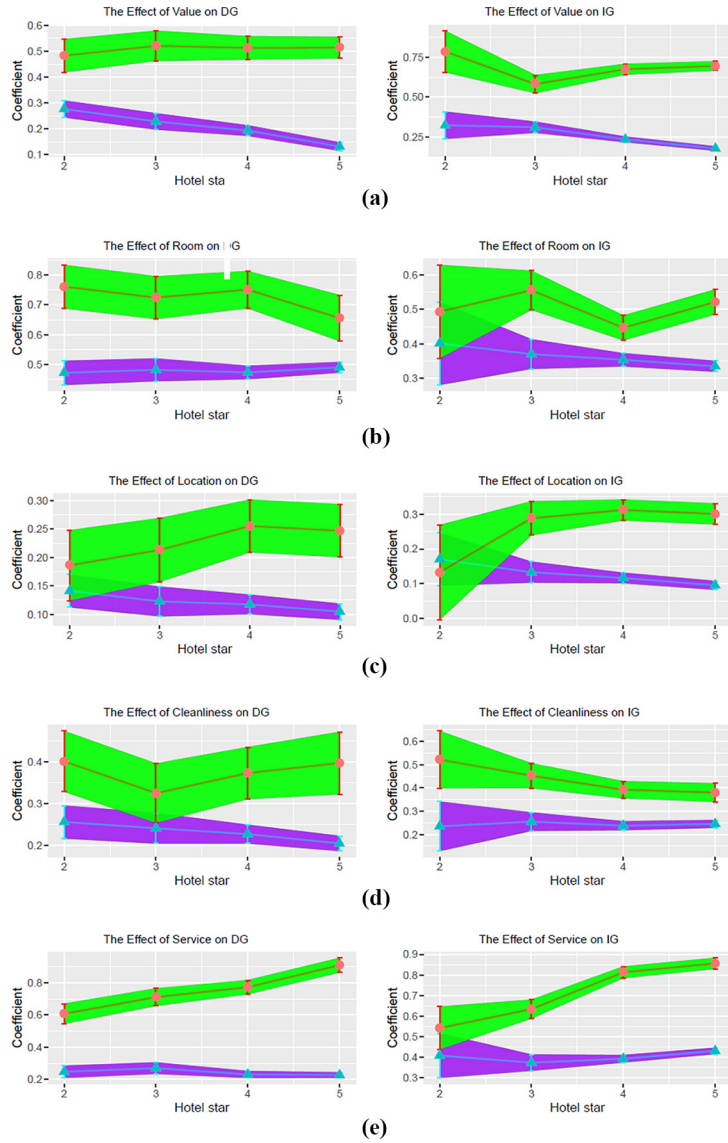 The Effect of Value on DG
Coefficient
0.6
0.5
0.4
0.3
0.2
0.1
2 3 4 5
Hotel sta
The Effect of Value on IG
Coefficient
0.75
0.50
0.25
2 3 4 5
Hotel star
(a)
The Effect of Room on DG
Coefficient
0.8
0.7
0.6
0.5
2 3 4 5
Hotel star
The Effect of Room on IG
Coefficient
0.6
0.5
0.4
0.3
2 3 4 5
Hotel star
(b)
The Effect of Location on DG
Coefficient
0.30
0.25
0.20
0.15
0.10
2 3 4 5
Hotel star
The Effect of Location on IG
Coefficient
0.3
0.2
0.1
0.0
2 3 4 5
Hotel star
(c)
The Effect of Cleanliness on DG
Coefficient
0.4
0.3
0.2
2 3 4 5
Hotel star
The Effect of Cleanliness on IG
Coefficient
0.6
0.5
0.4
0.3
0.2
2 3 4 5
Hotel star
(d)
The Effect of Service on DG
Coefficient
0.8
0.6
0.4
0.2
2 3 4 5
Hotel star
The Effect of Service on IG
Coefficient
0.9
0.8
0.7
0.6
0.5
0.4
0.3
2 3 4 5
Hotel star
(e)